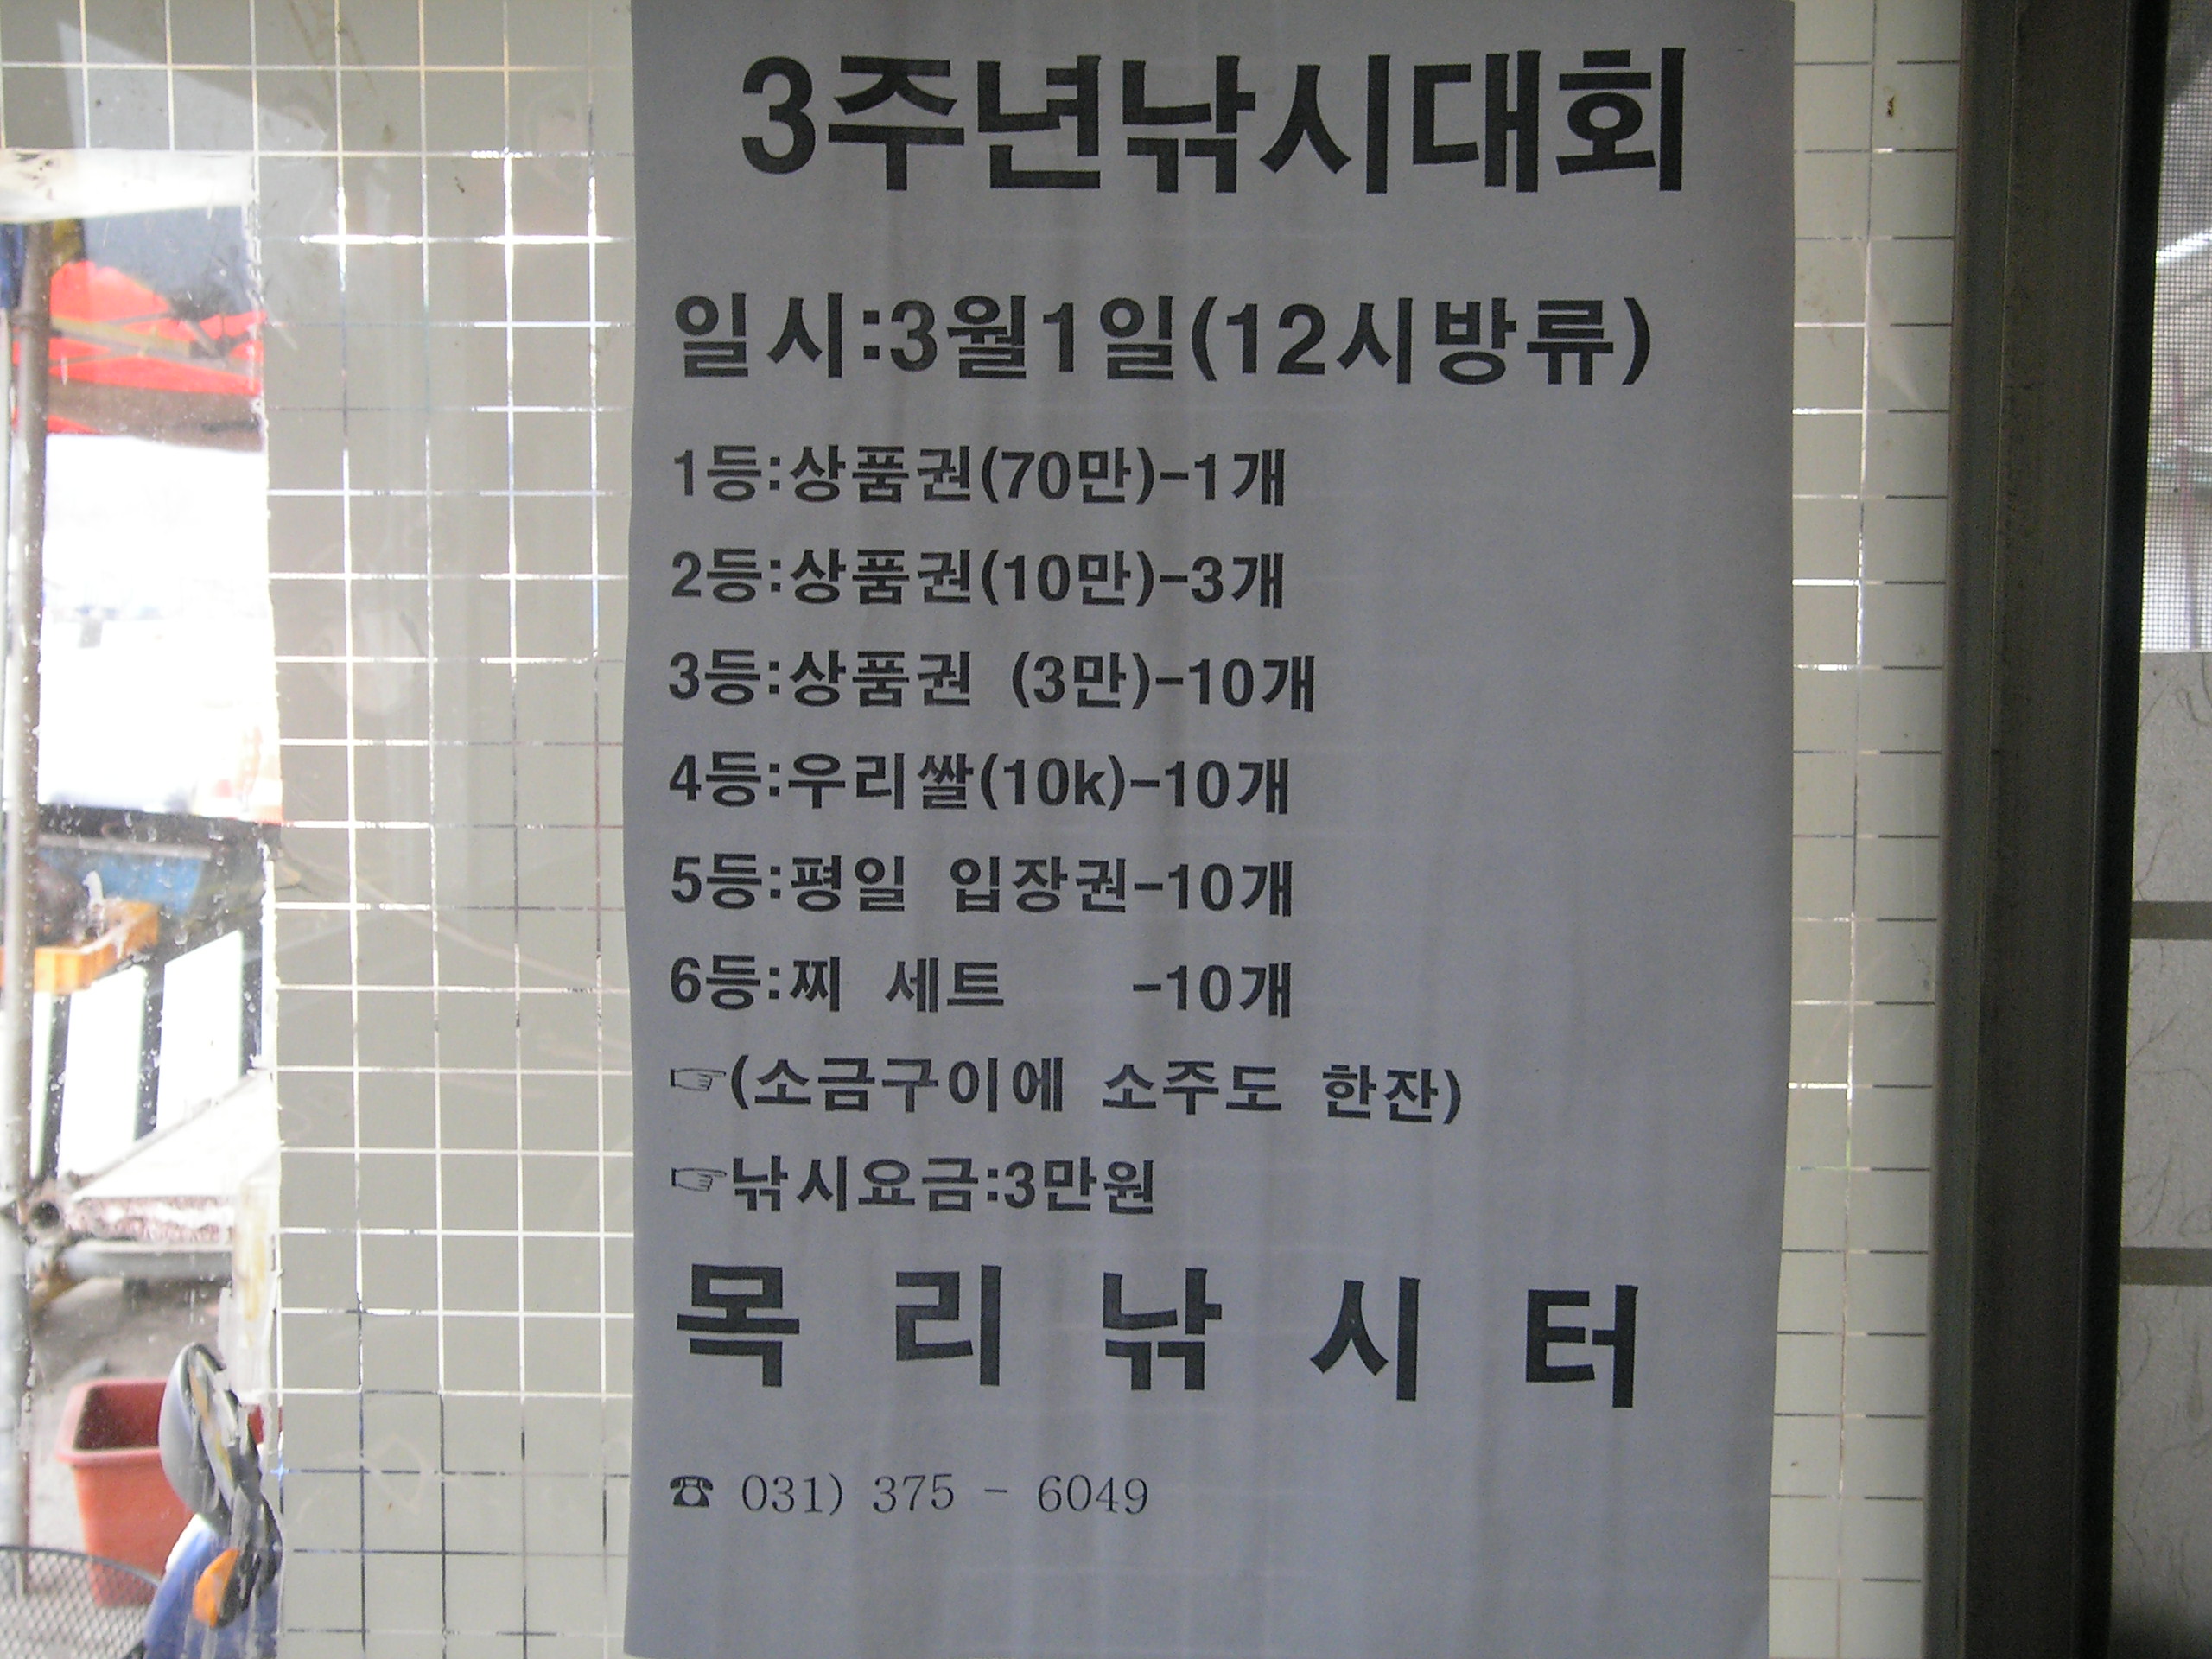 3주년낚시대회
일시:3월1일(12시방류)
1등:상품권(70만)-1개
2등:상품권(10만)-3개
3등:상품권 (3만)-10개
4등:우리쌀(10k)-10개
5등:평일 입장권-10개
6등:찌 세트 -10개
☞(소금구이에 소주도 한잔)
☞낚시요금:3만원
목 리 낚 시 터
☎ 031) 375 - 6049